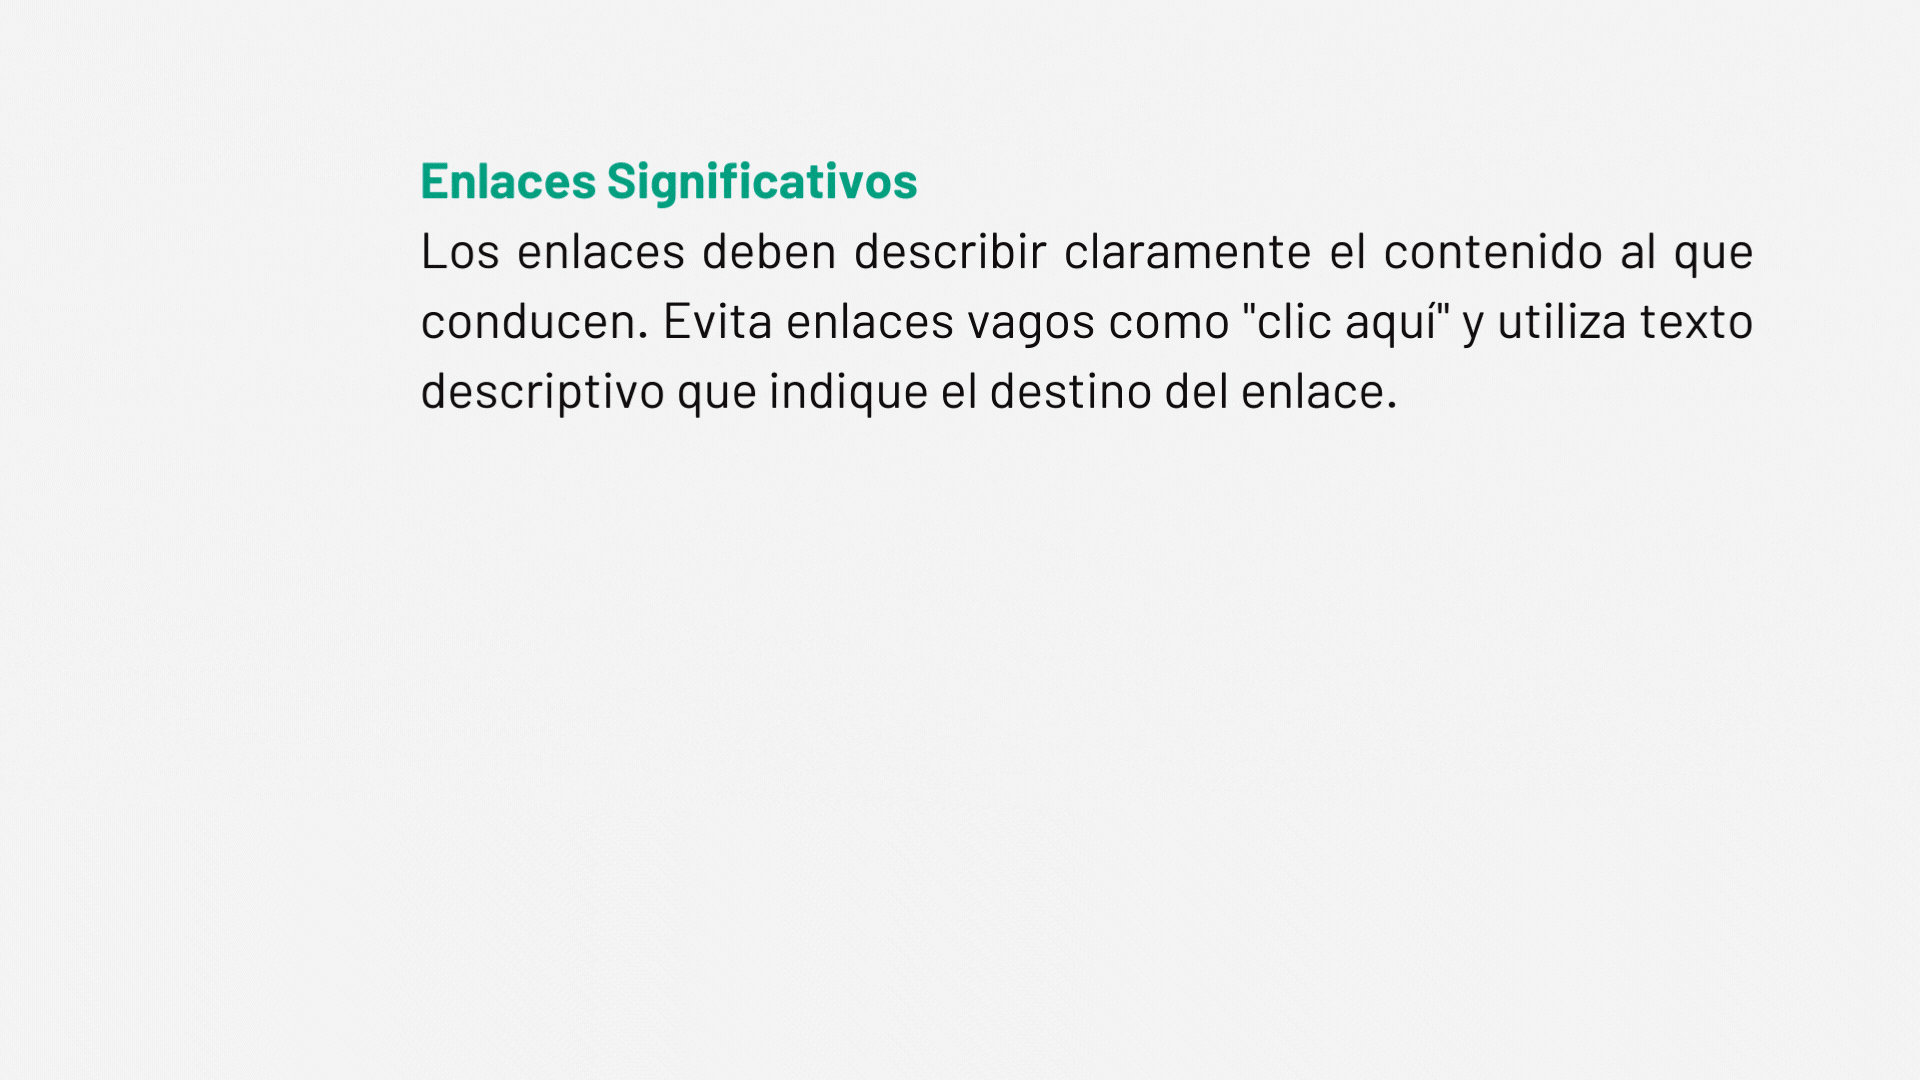 Enlaces Significativos
Los enlaces deben describir claramente el contenido al que
conducen. Evita enlaces vagos como "clic aquí" y utiliza texto
descriptivo que indique el destino del enlace.